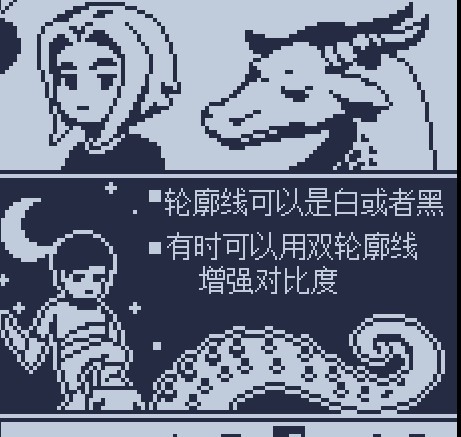 轮廓线可以是白或者黑
有时可以用双轮廓线
增强对比度